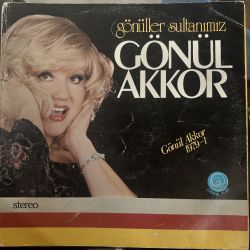 gönüller sultanımız
GÖNÜL
AKKOR
Gönül Akkor
1979-1
stereo